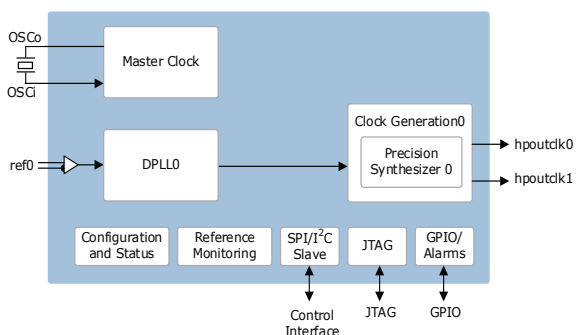 OSCo
Master Clock
OSCi
Clock Generation0
Precision
Synthesizer 0
hpoutclk0
hpoutclk1
ref0
DPLL0
Configuration
and Status
Reference
Monitoring
SPI/I²C
Slave
JTAG
GPIO/
Alarms
Control
Interface
JTAG
GPIO